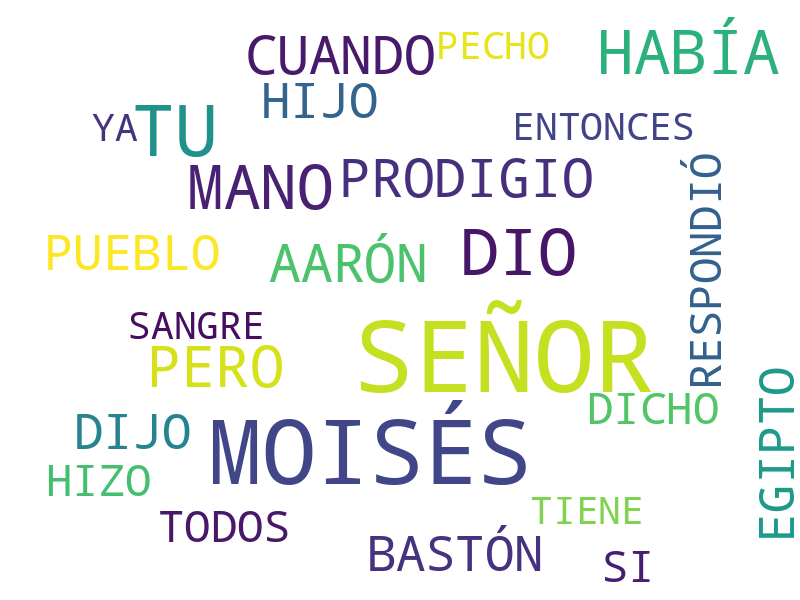 CUANDO
PECHO
HABÍA
HIJO
YA
TU
ENTONCES
MANO
PRODIGIO
RESPONDIÓ
PUEBLO
AARÓN
DIO
SANGRE
PERO
SEÑOR
DICHO
EGIPTO
DIJO
MOISÉS
HIZO
TODOS
TIENE
BASTÓN
SI